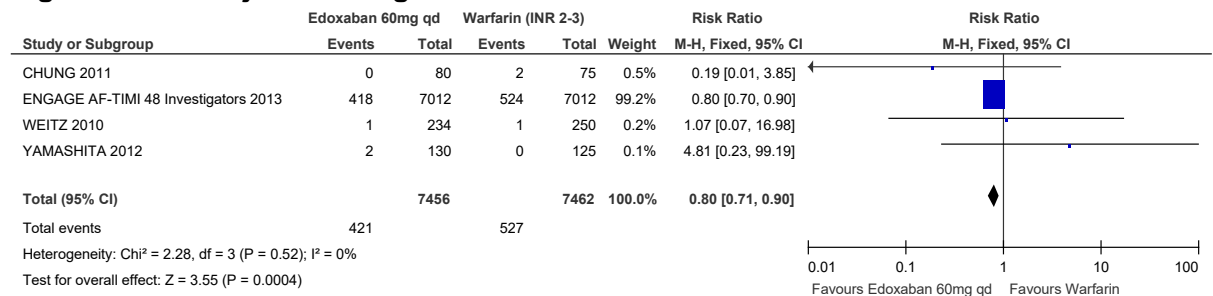 Edoxaban 60mg qd Warfarin (INR 2-3) Risk Ratio Risk Ratio
Study or Subgroup Events Total Events Total Weight M-H, Fixed, 95% CI M-H, Fixed, 95% CI
CHUNG 2011 0 80 2 75 0.5% 0.19 [0.01, 3.85]
ENGAGE AF-TIMI 48 Investigators 2013 418 7012 524 7012 99.2% 0.80 [0.70, 0.90]
WEITZ 2010 1 234 1 250 0.2% 1.07 [0.07, 16.98]
YAMASHITA 2012 2 130 0 125 0.1% 4.81 [0.23, 99.19]
Total (95% CI) 7456 7462 100.0% 0.80 [0.71, 0.90]
Total events 421 527
Heterogeneity: Chi² = 2.28, df = 3 (P = 0.52); I² = 0%
Test for overall effect: Z = 3.55 (P = 0.0004)
0.01 0.1 1 10 100
Favours Edoxaban 60mg qd Favours Warfarin